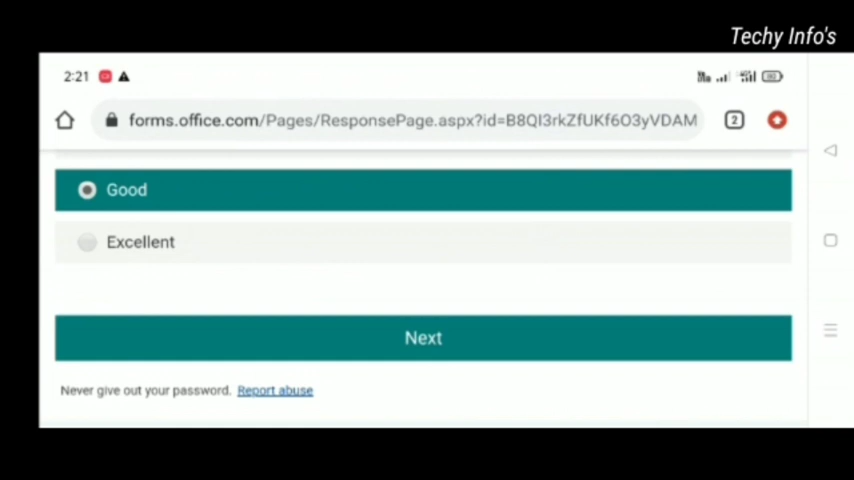 Techy Info's
2:21
forms.office.com/Pages/ResponsePage.aspx?id=B8QI3rkZfUKf6O3yVDAM
2
Good
Excellent
Next
Never give out your password. Report abuse